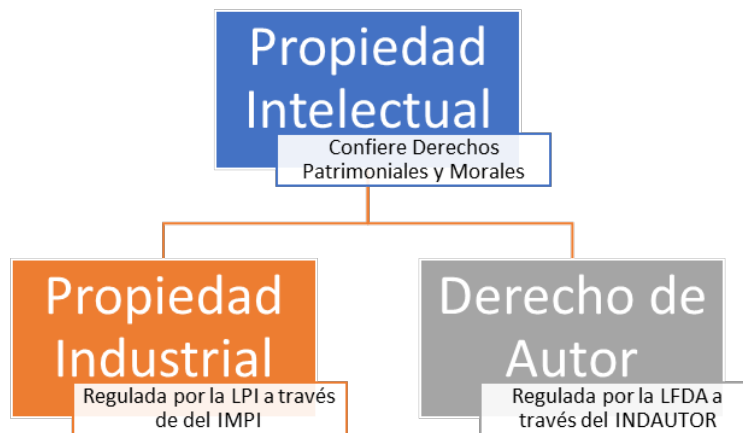 Propiedad
Intelectual
Confiere Derechos
Patrimoniales y Morales
Propiedad
Industrial
Regulada por la LPI a través
de del IMPI
Derecho de
Autor
Regulada por la LFDA a
través del INDAUTOR